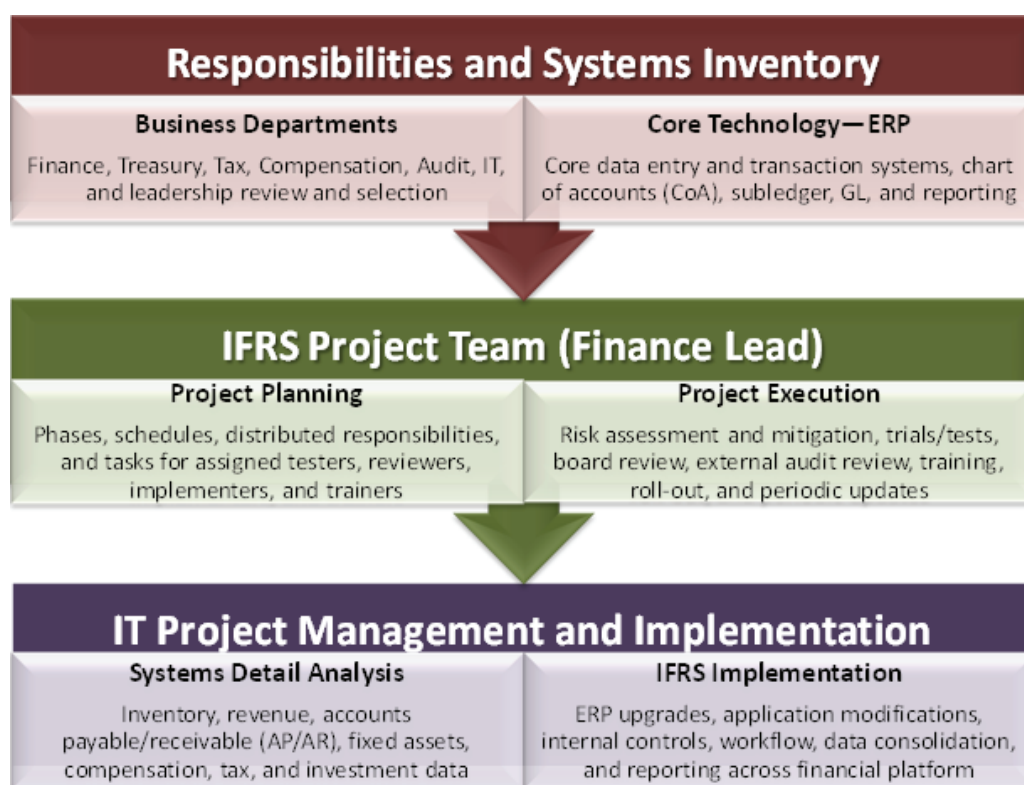 Responsibilities and Systems Inventory
Business Departments
Finance, Treasury, Tax, Compensation, Audit, IT,
and leadership review and selection
Core Technology—ERP
Core data entry and transaction systems, chart
of accounts (CoA), subledger, GL, and reporting
IFRS Project Team (Finance Lead)
Project Planning
Phases, schedules, distributed responsibilities,
and tasks for assigned testers, reviewers,
implementers, and trainers
Project Execution
Risk assessment and mitigation, trials/tests,
board review, external audit review, training,
roll-out, and periodic updates
IT Project Management and Implementation
Systems Detail Analysis
Inventory, revenue, accounts
payable/receivable (AP/AR), fixed assets,
compensation, tax, and investment data
IFRS Implementation
ERP upgrades, application modifications,
internal controls, workflow, data consolidation,
and reporting across financial platform